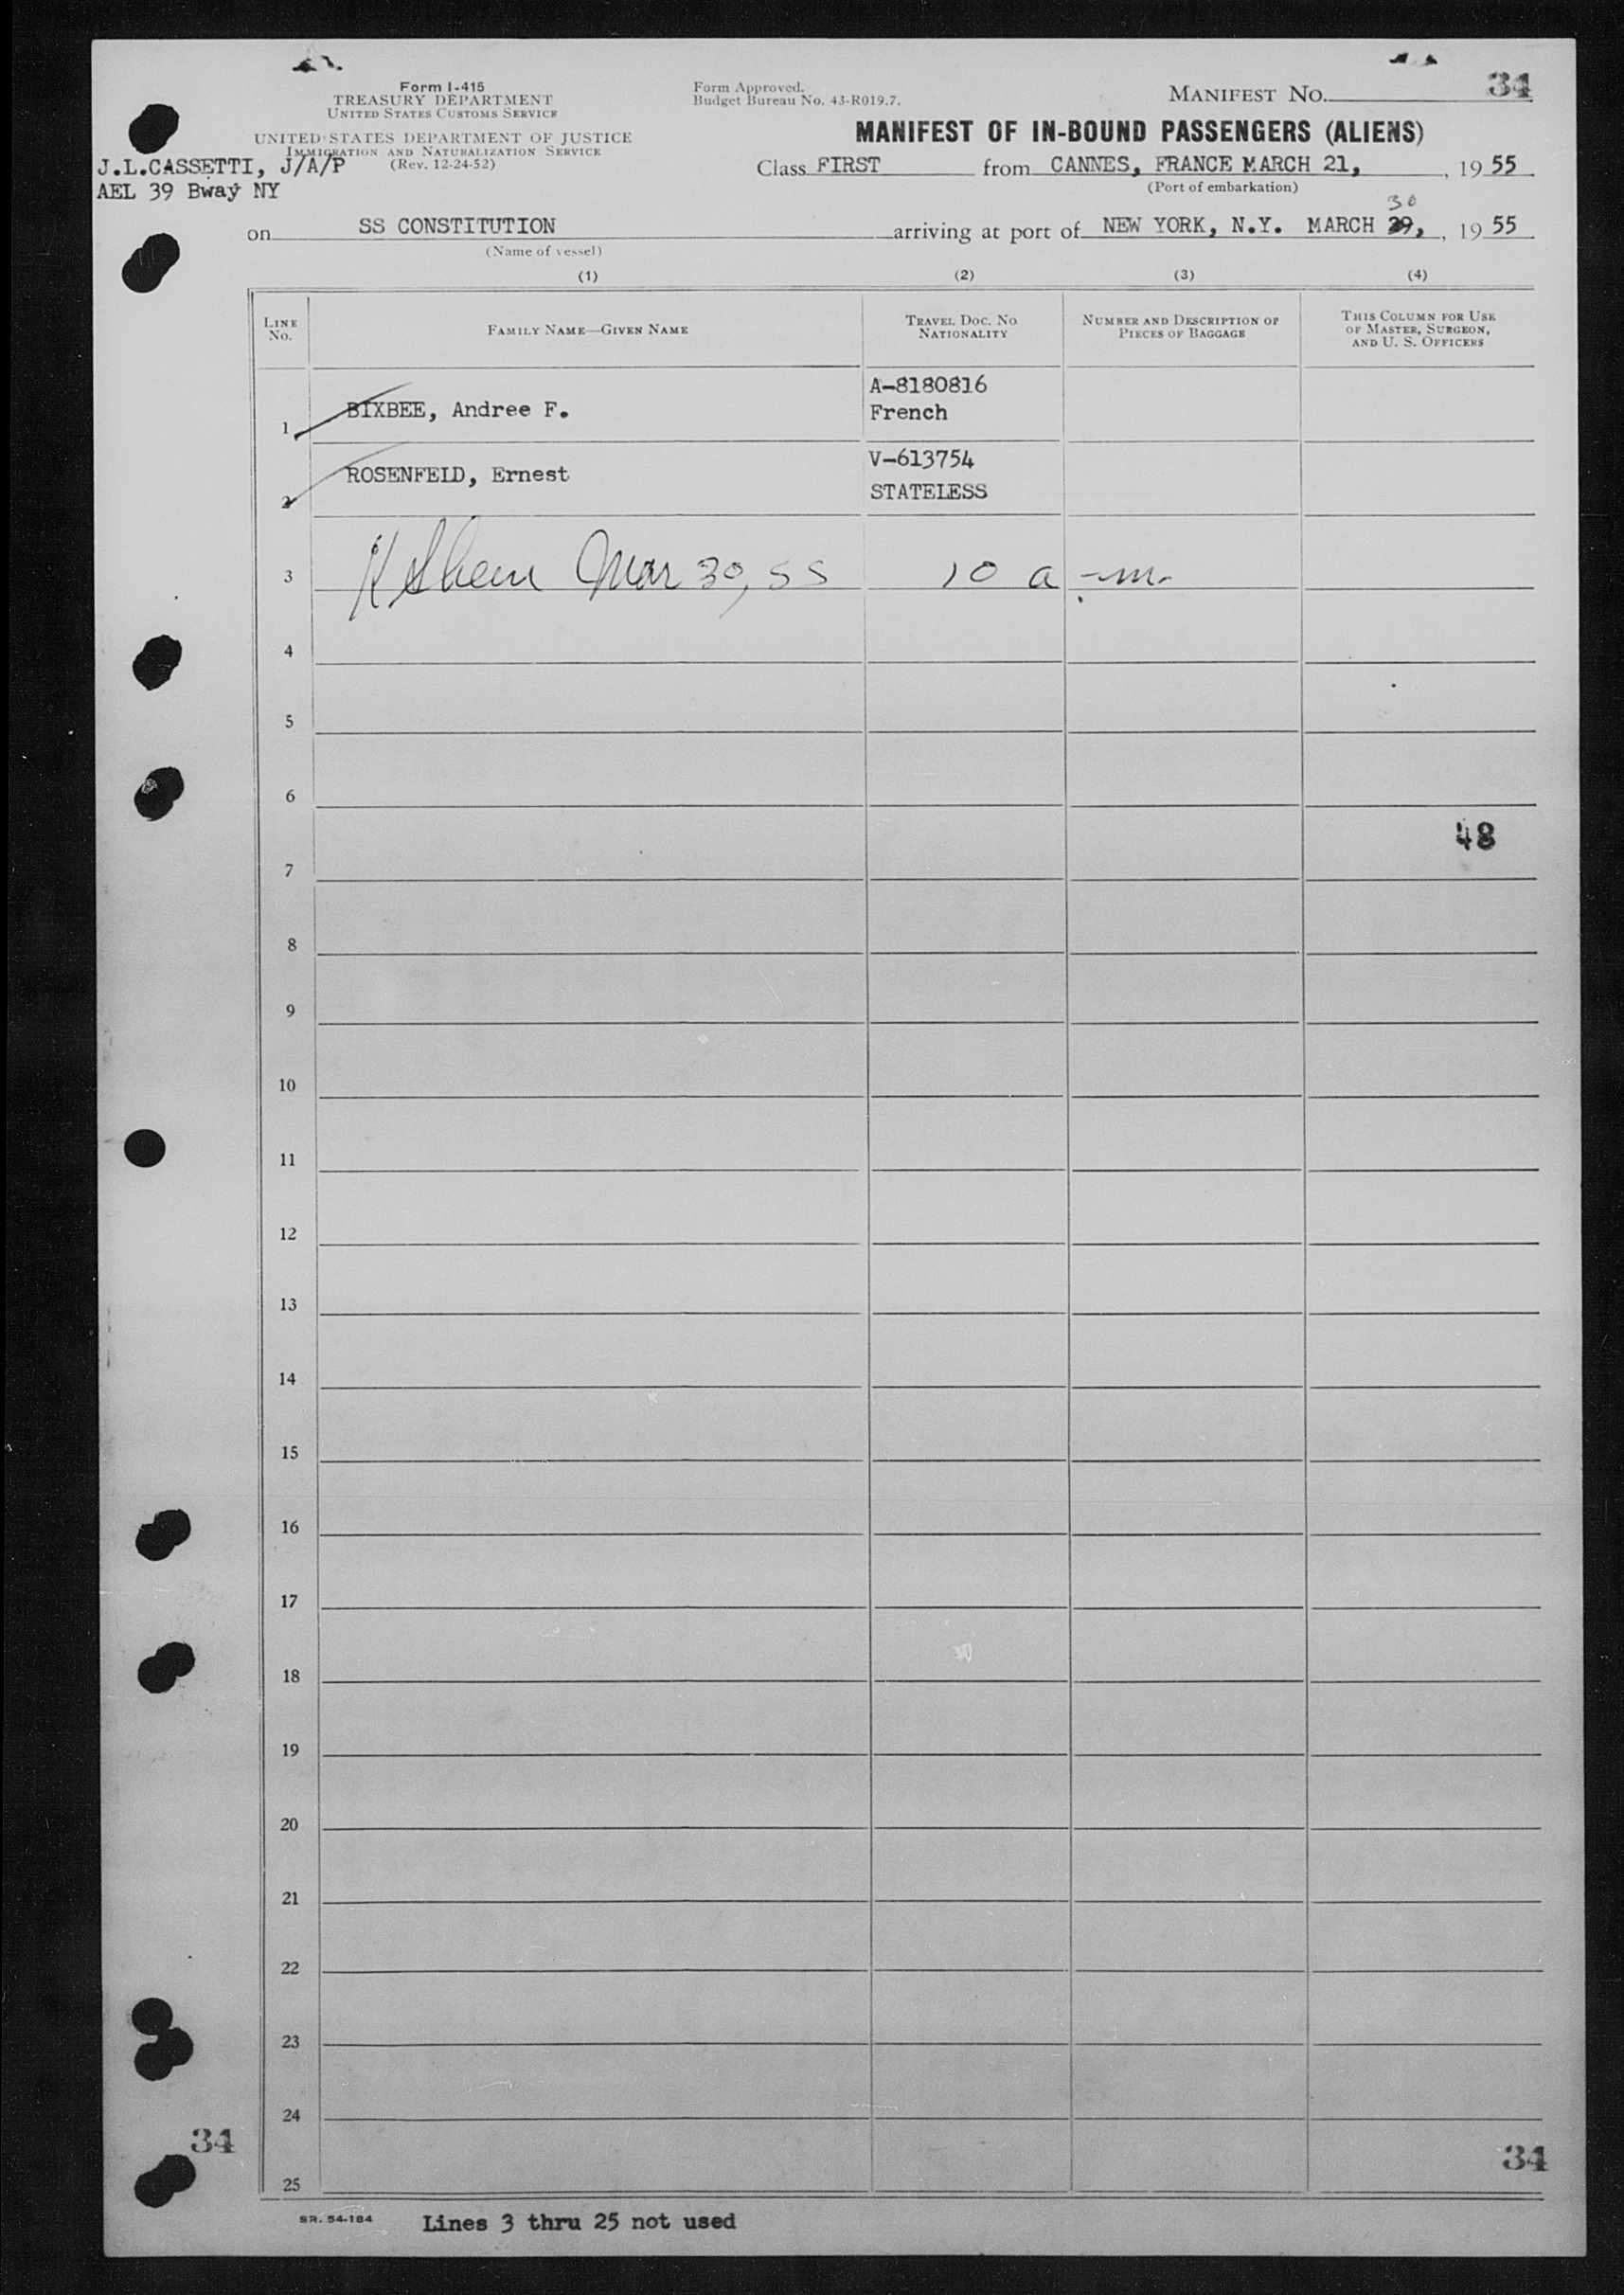 Form I-415
TREASURY DEPARTMENT
UNITED STATES CUSTOMS SERVICE
UNITED STATES DEPARTMENT OF JUSTICE
IMMIGRATION AND NATURALIZATION SERVICE
(Rev. 12-24-52)
J.L.CASSETTI, J/A/P
AEL 39 Bway NY
Form Approved.
Budget Bureau No. 43-R019.7.
MANIFEST NO. 34
MANIFEST OF IN-BOUND PASSENGERS (ALIENS)
Class FIRST from CANNES, FRANCE MARCH 21, , 19 55
(Port of embarkation)
30
on SS CONSTITUTION arriving at port of NEW YORK, N.Y. MARCH 29, , 19 55
(Name of vessel)
(1) (2) (3) (4)
LINE NO.
FAMILY NAME—GIVEN NAME
TRAVEL DOC. NO. NATIONALITY
NUMBER AND DESCRIPTION OF PIECES OF BAGGAGE
THIS COLUMN FOR USE OF MASTER, SURGEON, AND U. S. OFFICERS
A-8180816
1 BIXBEE, Andree F. French
V-613754
2 ROSENFELD, Ernest STATELESS
3 Mar 30, 55 10 a-m.
4
5
6
48
7
8
9
10
11
12
13
14
15
16
17
18
19
20
21
22
23
24
34
34
25
SR. 54-184
Lines 3 thru 25 not used